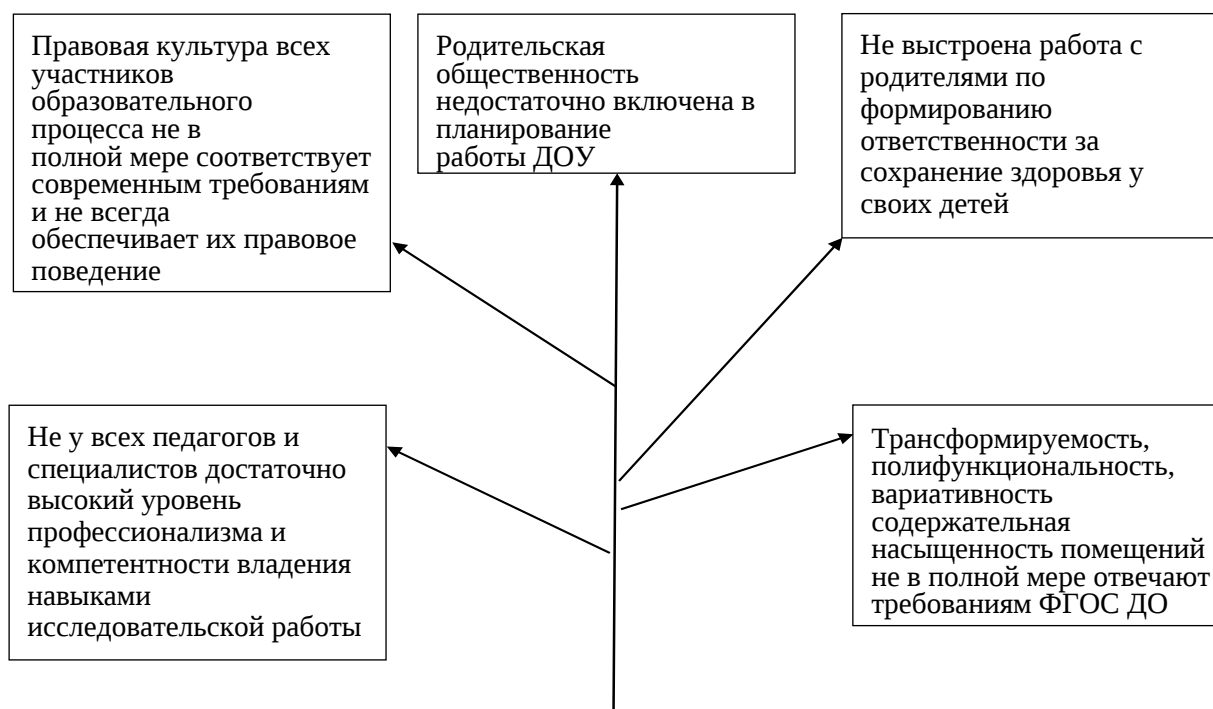 Правовая культура всех
участников
образовательного
процесса не в
полной мере соответствует
современным требованиям
и не всегда
обеспечивает их правовое
поведение
Родительская
общественность
недостаточно включена в
планирование
работы ДОУ
Не выстроена работа с
родителями по
формированию
ответственности за
сохранение здоровья у
своих детей
Не у всех педагогов и
специалистов достаточно
высокий уровень
профессионализма и
компетентности владения
навыками
исследовательской работы
Трансформируемость,
полифункциональность,
вариативность
содержательная
насыщенность помещений
не в полной мере отвечают
требованиям ФГОС ДО